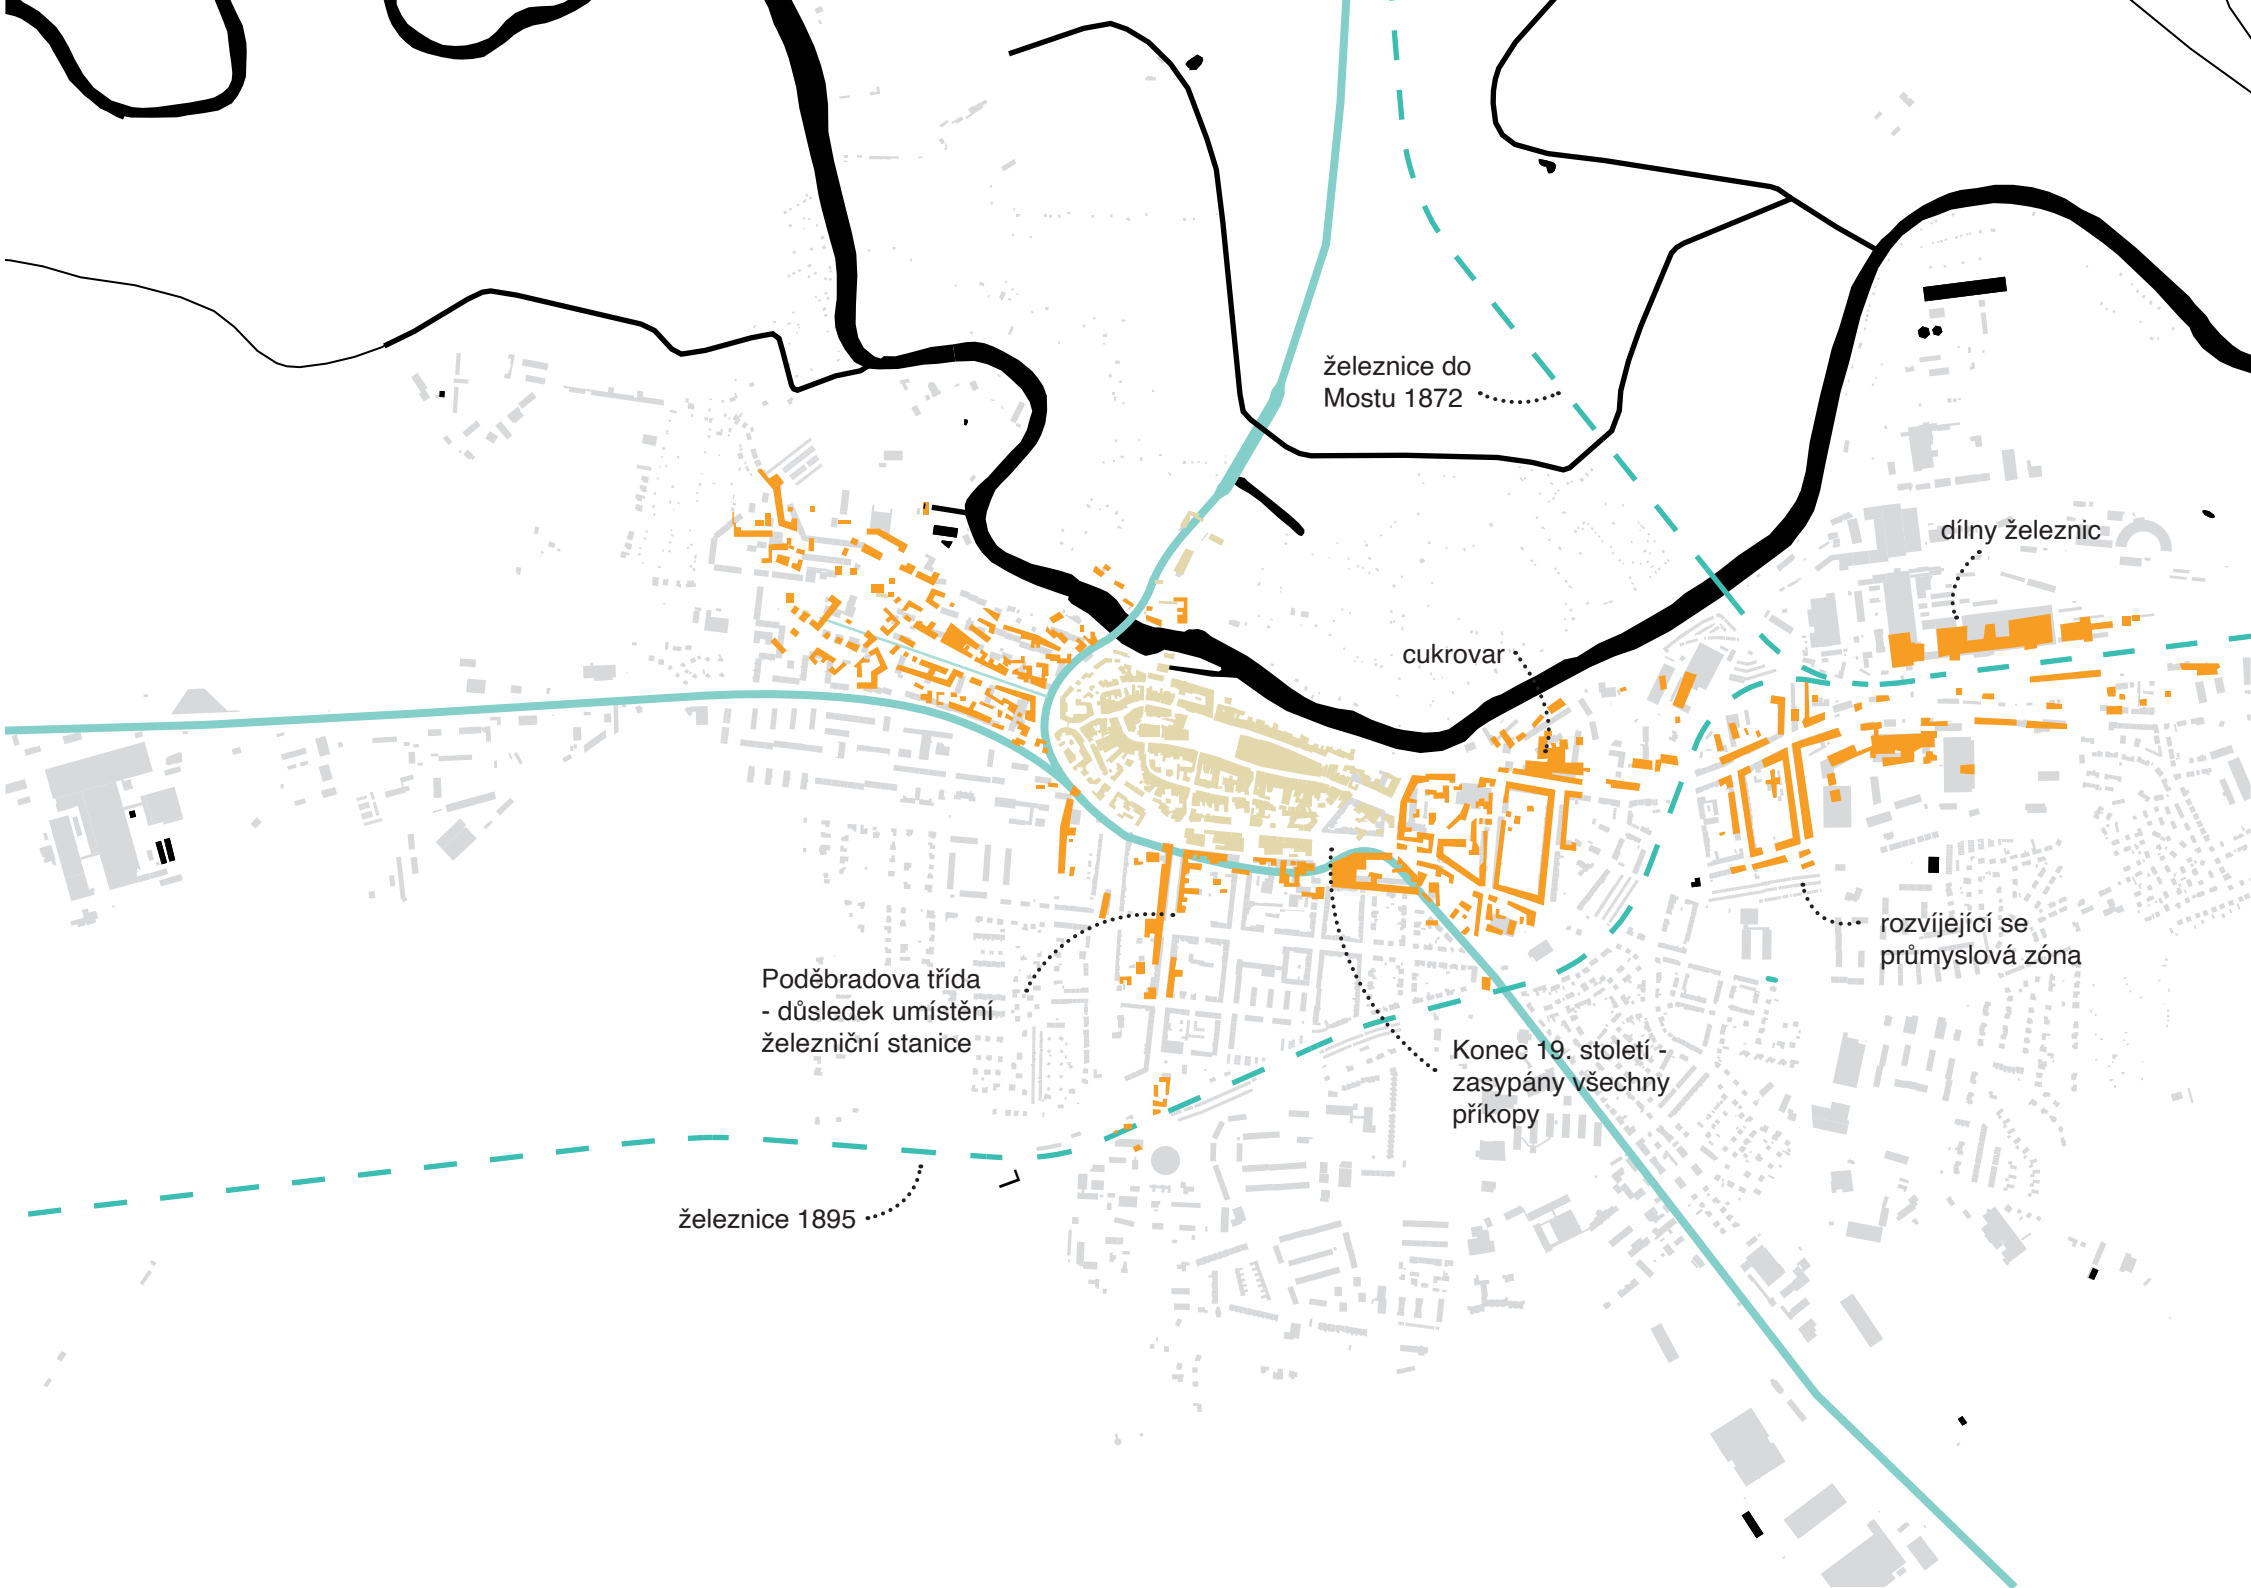 železnice do
Mostu 1872
dílny železnic
cukrovar
rozvíjející se
průmyslová zóna
Poděbradova třída
- důsledek umístění
železniční stanice
Konec 19. století -
zasypány všechny
příkopy
železnice 1895